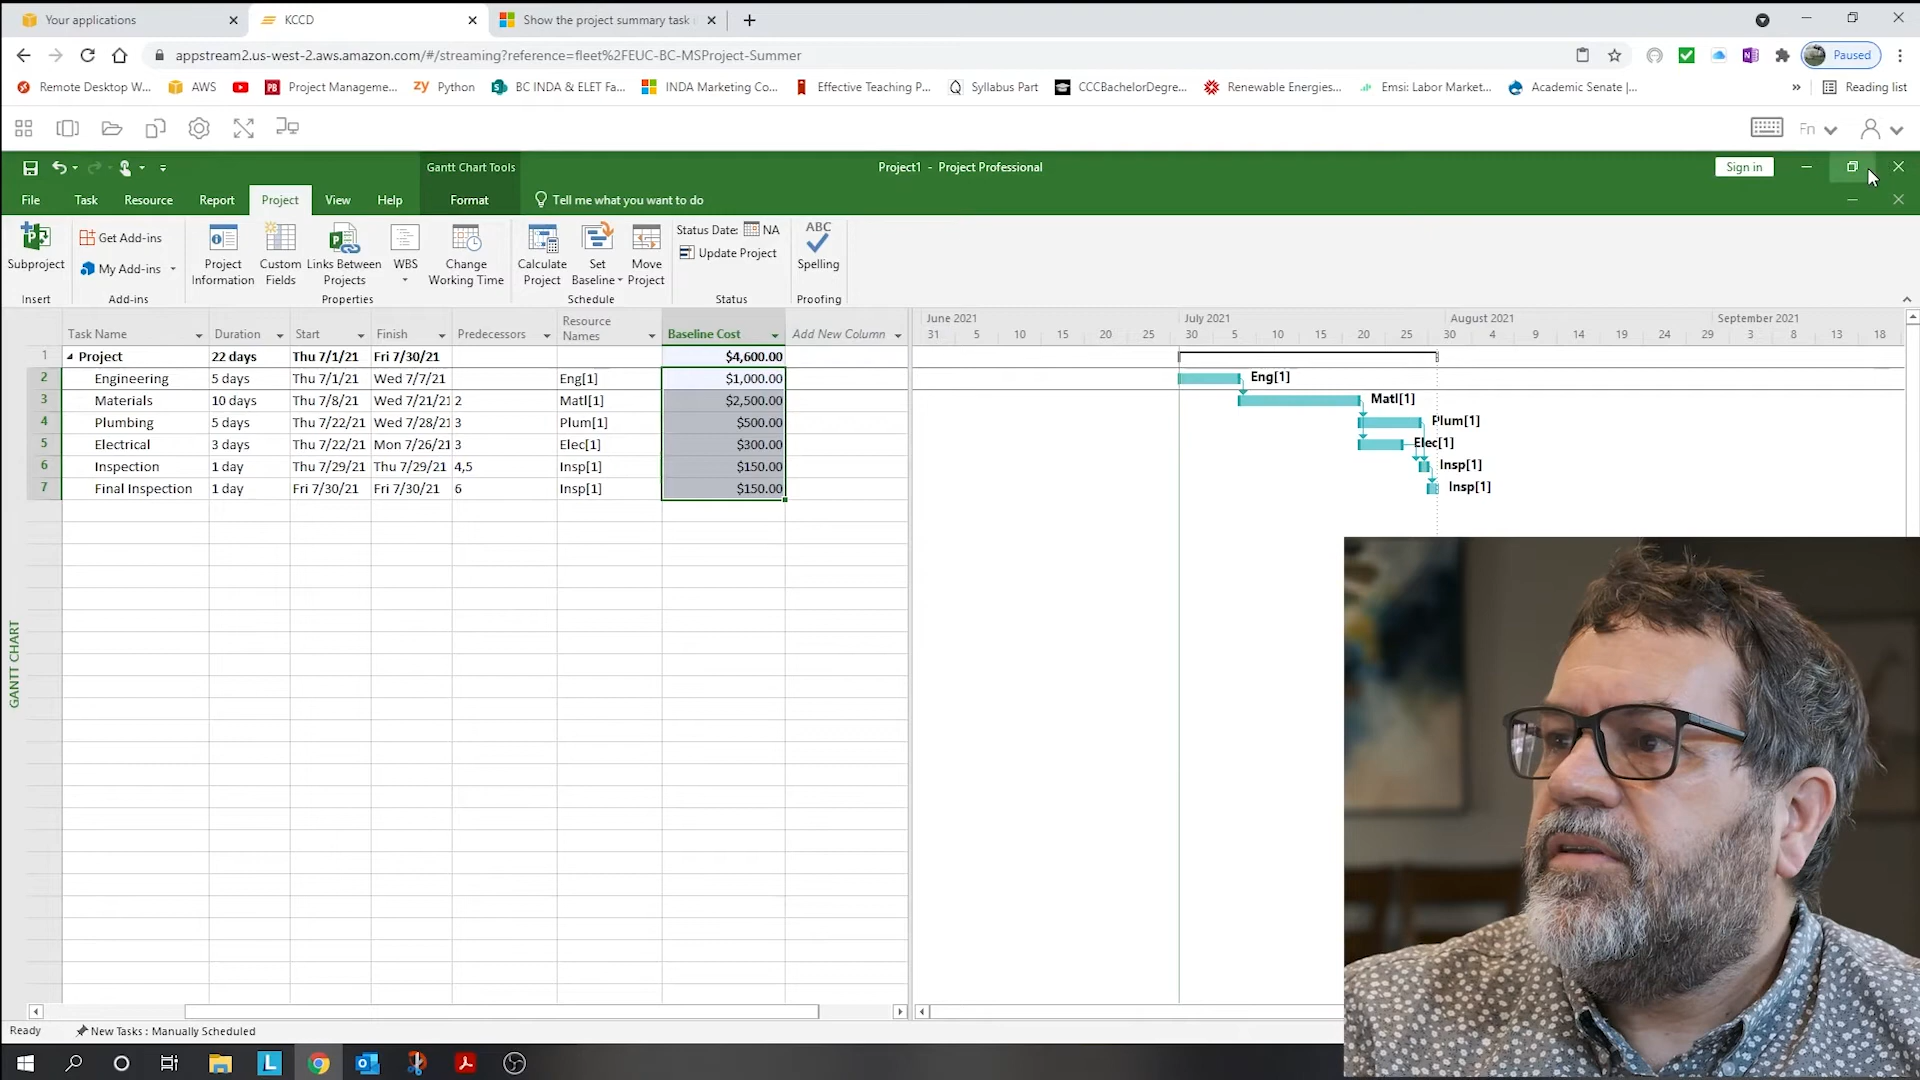 Your applications
KCCD
Show the project summary task
appstream2.us-west-2.aws.amazon.com/#/streaming?reference=fleet%2FEUC-BC-MSProject-Summer
Paused
Remote Desktop W...
AWS
Project Manageme...
Python
BC INDA & ELET Fa...
INDA Marketing Co...
Effective Teaching P...
Syllabus Part
CCCBachelorDegre...
Renewable Energies...
Emsi: Labor Market...
Academic Senate |...
»
Reading list
Fn
Gantt Chart Tools
Project1 - Project Professional
Sign in
File
Task
Resource
Report
Project
View
Help
Format
Tell me what you want to do
Subproject
Get Add-ins
My Add-ins
Project Information
Custom Fields
Links Between Projects
WBS
Change Working Time
Calculate Project
Set Baseline
Move Project
Status Date: NA
Update Project
ABC
Spelling
Insert
Add-ins
Properties
Schedule
Status
Proofing
Task Name Duration Start Finish Predecessors Resource Names Baseline Cost Add New Column
1 Project 22 days Thu 7/1/21 Fri 7/30/21 $4,600.00
2 Engineering 5 days Thu 7/1/21 Wed 7/7/21 Eng[1] $1,000.00
3 Materials 10 days Thu 7/8/21 Wed 7/21/21 2 Matl[1] $2,500.00
4 Plumbing 5 days Thu 7/22/21 Wed 7/28/21 3 Plum[1] $500.00
5 Electrical 3 days Thu 7/22/21 Mon 7/26/21 3 Elec[1] $300.00
6 Inspection 1 day Thu 7/29/21 Thu 7/29/21 4,5 Insp[1] $150.00
7 Final Inspection 1 day Fri 7/30/21 Fri 7/30/21 6 Insp[1] $150.00
June 2021 July 2021 August 2021 September 2021
31 5 10 15 20 25 30 5 10 15 20 25 30 4 9 14 19 24 29 3 8 13 18
Eng[1]
Matl[1]
Plum[1]
Elec[1]
Insp[1]
Insp[1]
GANTT CHART
Ready
New Tasks : Manually Scheduled
L